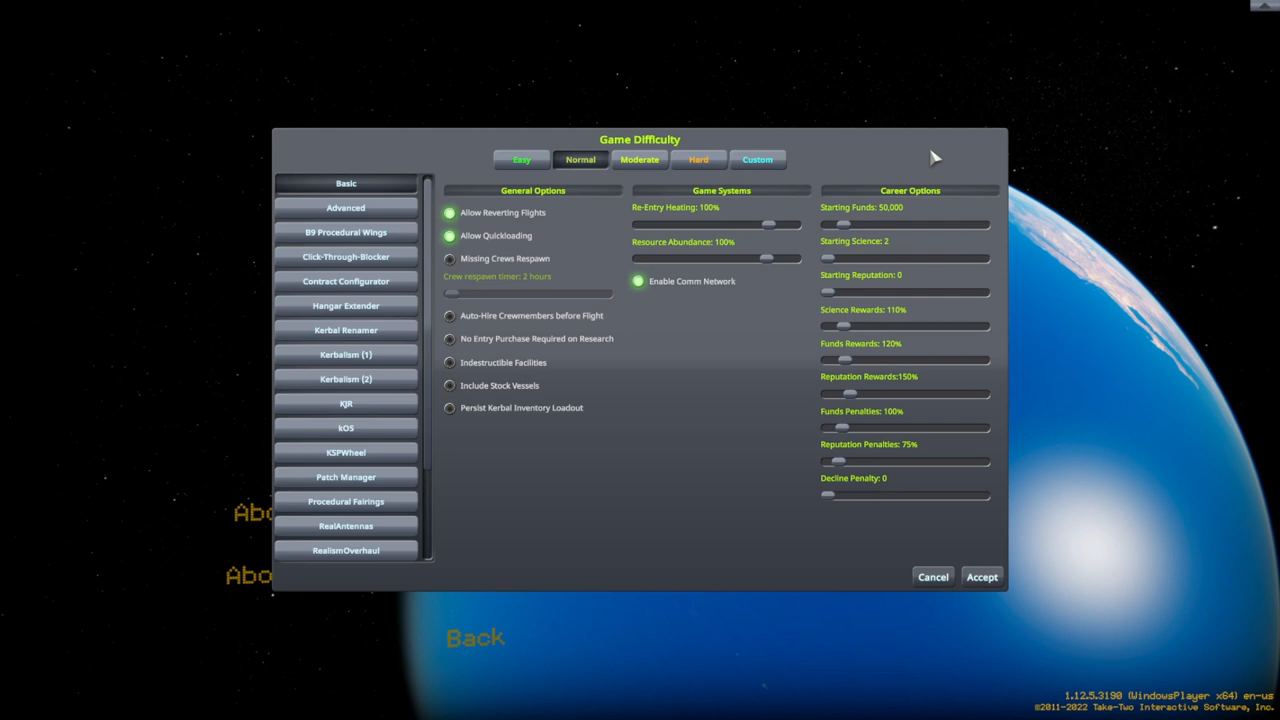 Game Difficulty
Easy
Normal
Moderate
Hard
Custom
Basic
Advanced
B9 Procedural Wings
Click-Through-Blocker
Contract Configurator
Hangar Extender
Kerbal Renamer
Kerbalism (1)
Kerbalism (2)
KJR
kOS
KSPWheel
Patch Manager
Procedural Fairings
RealAntennas
RealismOverhaul
General Options
Allow Reverting Flights
Allow Quickloading
Missing Crews Respawn
Crew respawn timer: 2 hours
Auto-Hire Crewmembers before Flight
No Entry Purchase Required on Research
Indestructible Facilities
Include Stock Vessels
Persist Kerbal Inventory Loadout
Game Systems
Re-Entry Heating: 100%
Resource Abundance: 100%
Enable Comm Network
Career Options
Starting Funds: 50,000
Starting Science: 2
Starting Reputation: 0
Science Rewards: 110%
Funds Rewards: 120%
Reputation Rewards:150%
Funds Penalties: 100%
Reputation Penalties: 75%
Decline Penalty: 0
Cancel
Accept
Back
1.12.5.3190 (WindowsPlayer x64) en-us
©2011-2022 Take-Two Interactive Software, Inc.